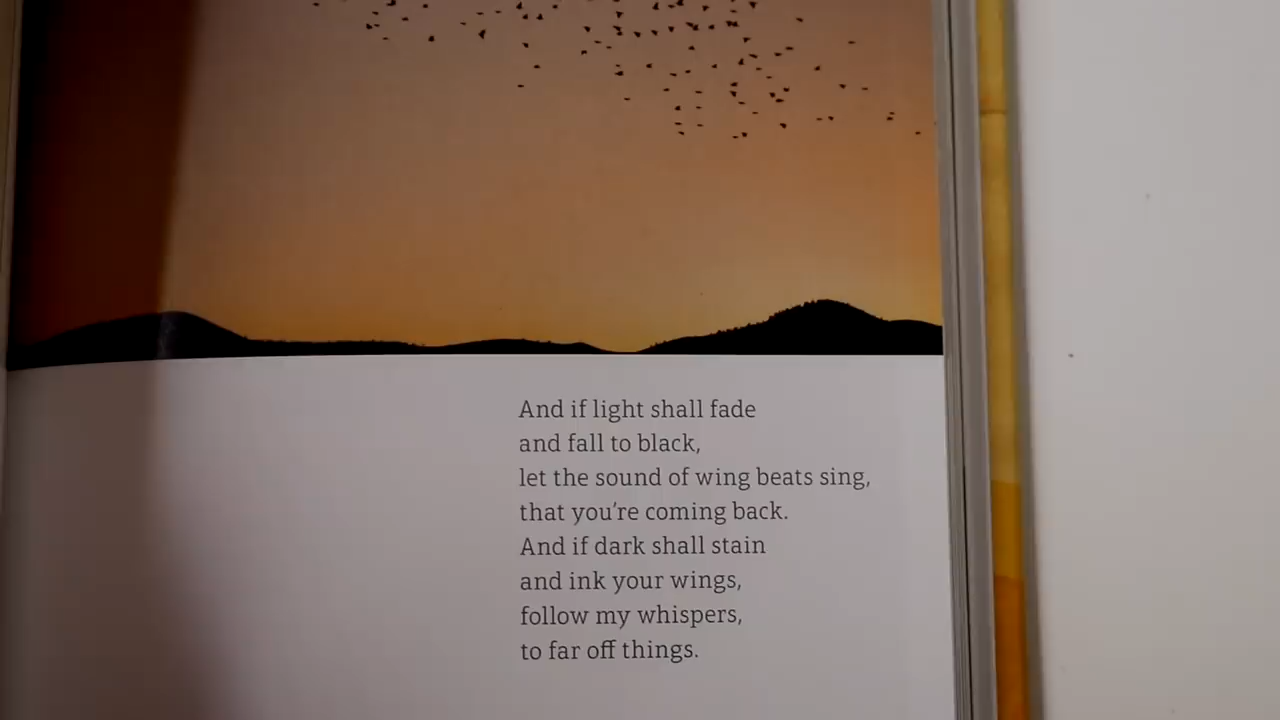 And if light shall fade
and fall to black,
let the sound of wing beats sing,
that you're coming back.
And if dark shall stain
and ink your wings,
follow my whispers,
to far off things.